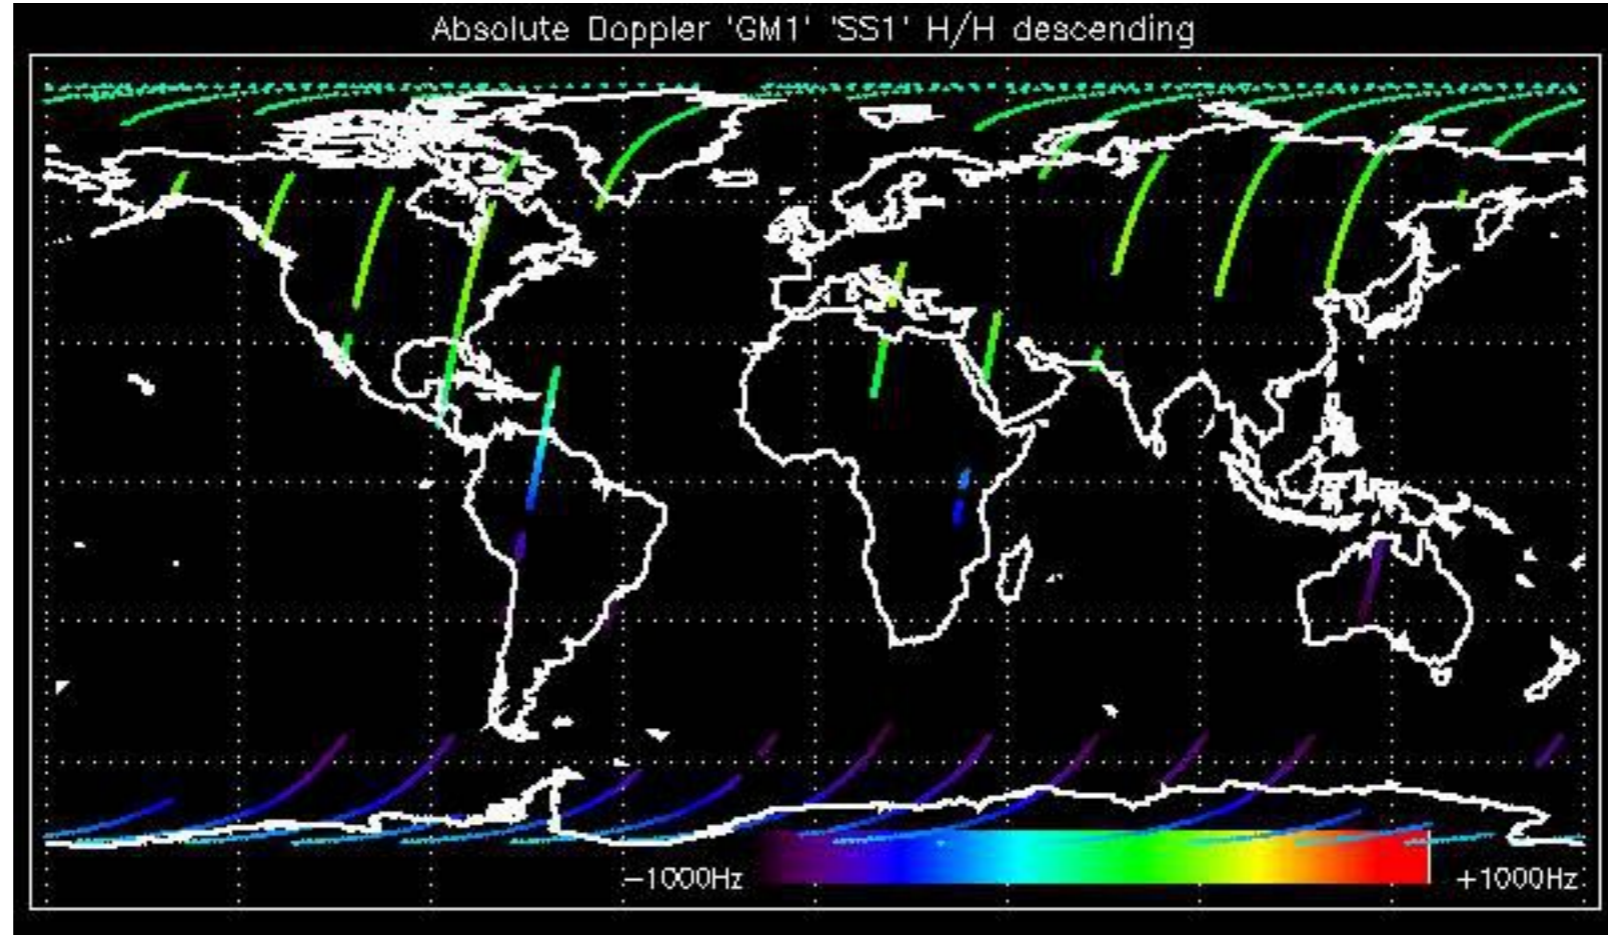 Absolute Doppler 'GM1' 'SS1' H/H descending
−1000Hz +1000Hz